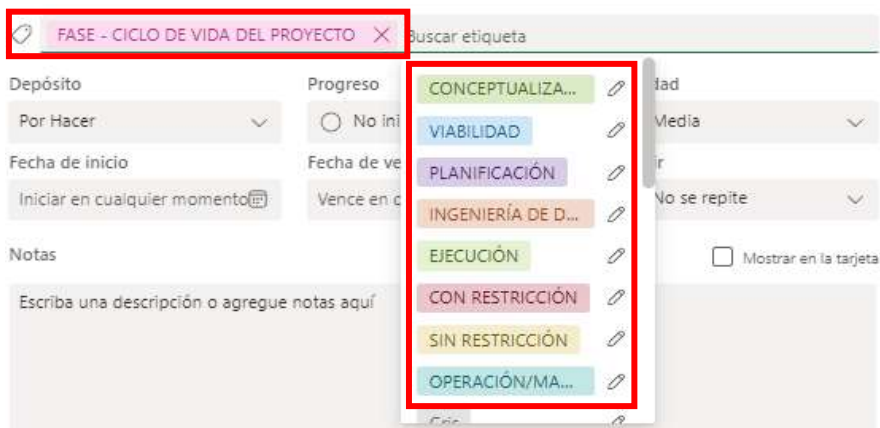 FASE - CICLO DE VIDA DEL PROYECTO Buscar etiqueta
Depósito
Progreso
dad
Por Hacer
No ini
Media
Fecha de inicio
Fecha de ve
ir
Iniciar en cualquier momento
Vence en c
No se repite
Notas
Mostrar en la tarjeta
Escriba una descripción o agregue notas aquí
CONCEPTUALIZA...
VIABILIDAD
PLANIFICACIÓN
INGENIERÍA DE D...
EJECUCIÓN
CON RESTRICCIÓN
SIN RESTRICCIÓN
OPERACIÓN/MA...
Gris